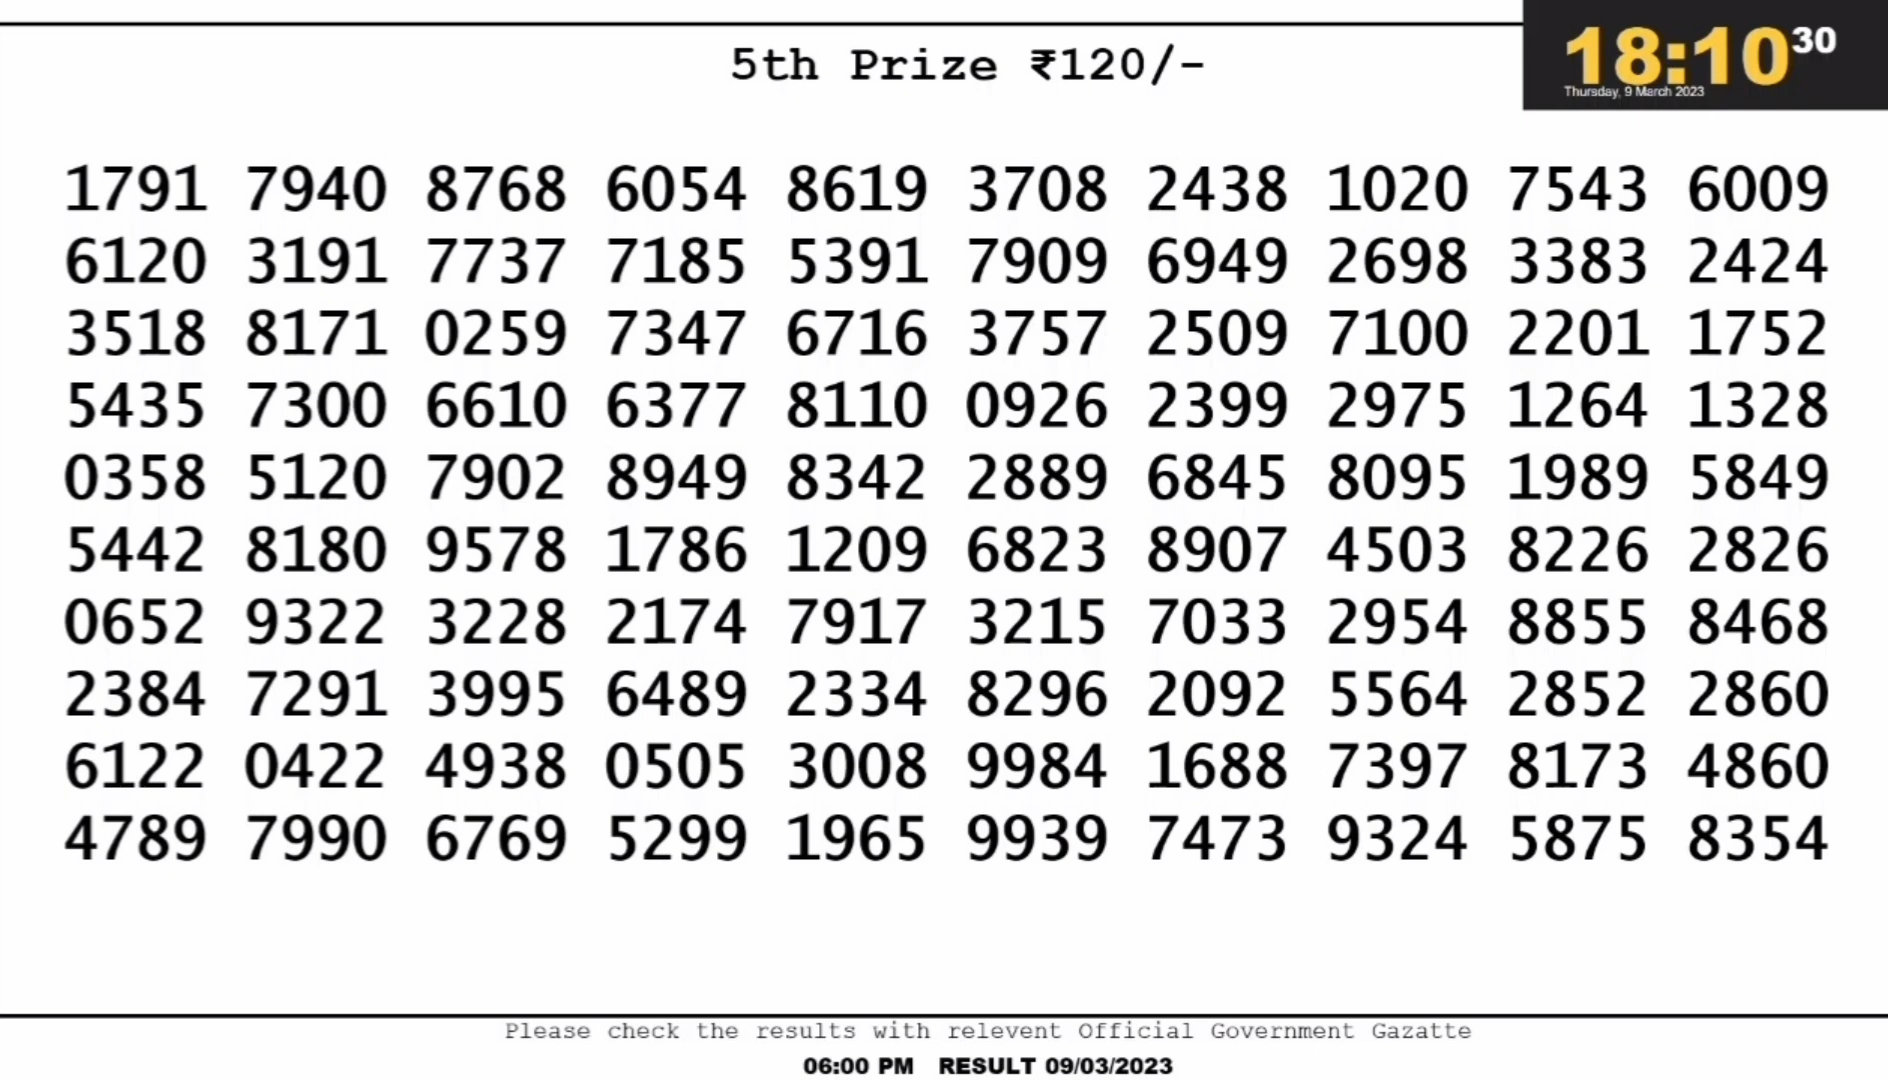 5th Prize ₹120/-
18:10 30
Thursday, 9 March 2023
1791 7940 8768 6054 8619 3708 2438 1020 7543 6009
6120 3191 7737 7185 5391 7909 6949 2698 3383 2424
3518 8171 0259 7347 6716 3757 2509 7100 2201 1752
5435 7300 6610 6377 8110 0926 2399 2975 1264 1328
0358 5120 7902 8949 8342 2889 6845 8095 1989 5849
5442 8180 9578 1786 1209 6823 8907 4503 8226 2826
0652 9322 3228 2174 7917 3215 7033 2954 8855 8468
2384 7291 3995 6489 2334 8296 2092 5564 2852 2860
6122 0422 4938 0505 3008 9984 1688 7397 8173 4860
4789 7990 6769 5299 1965 9939 7473 9324 5875 8354
Please check the results with relevent Official Government Gazatte
06:00 PM RESULT 09/03/2023